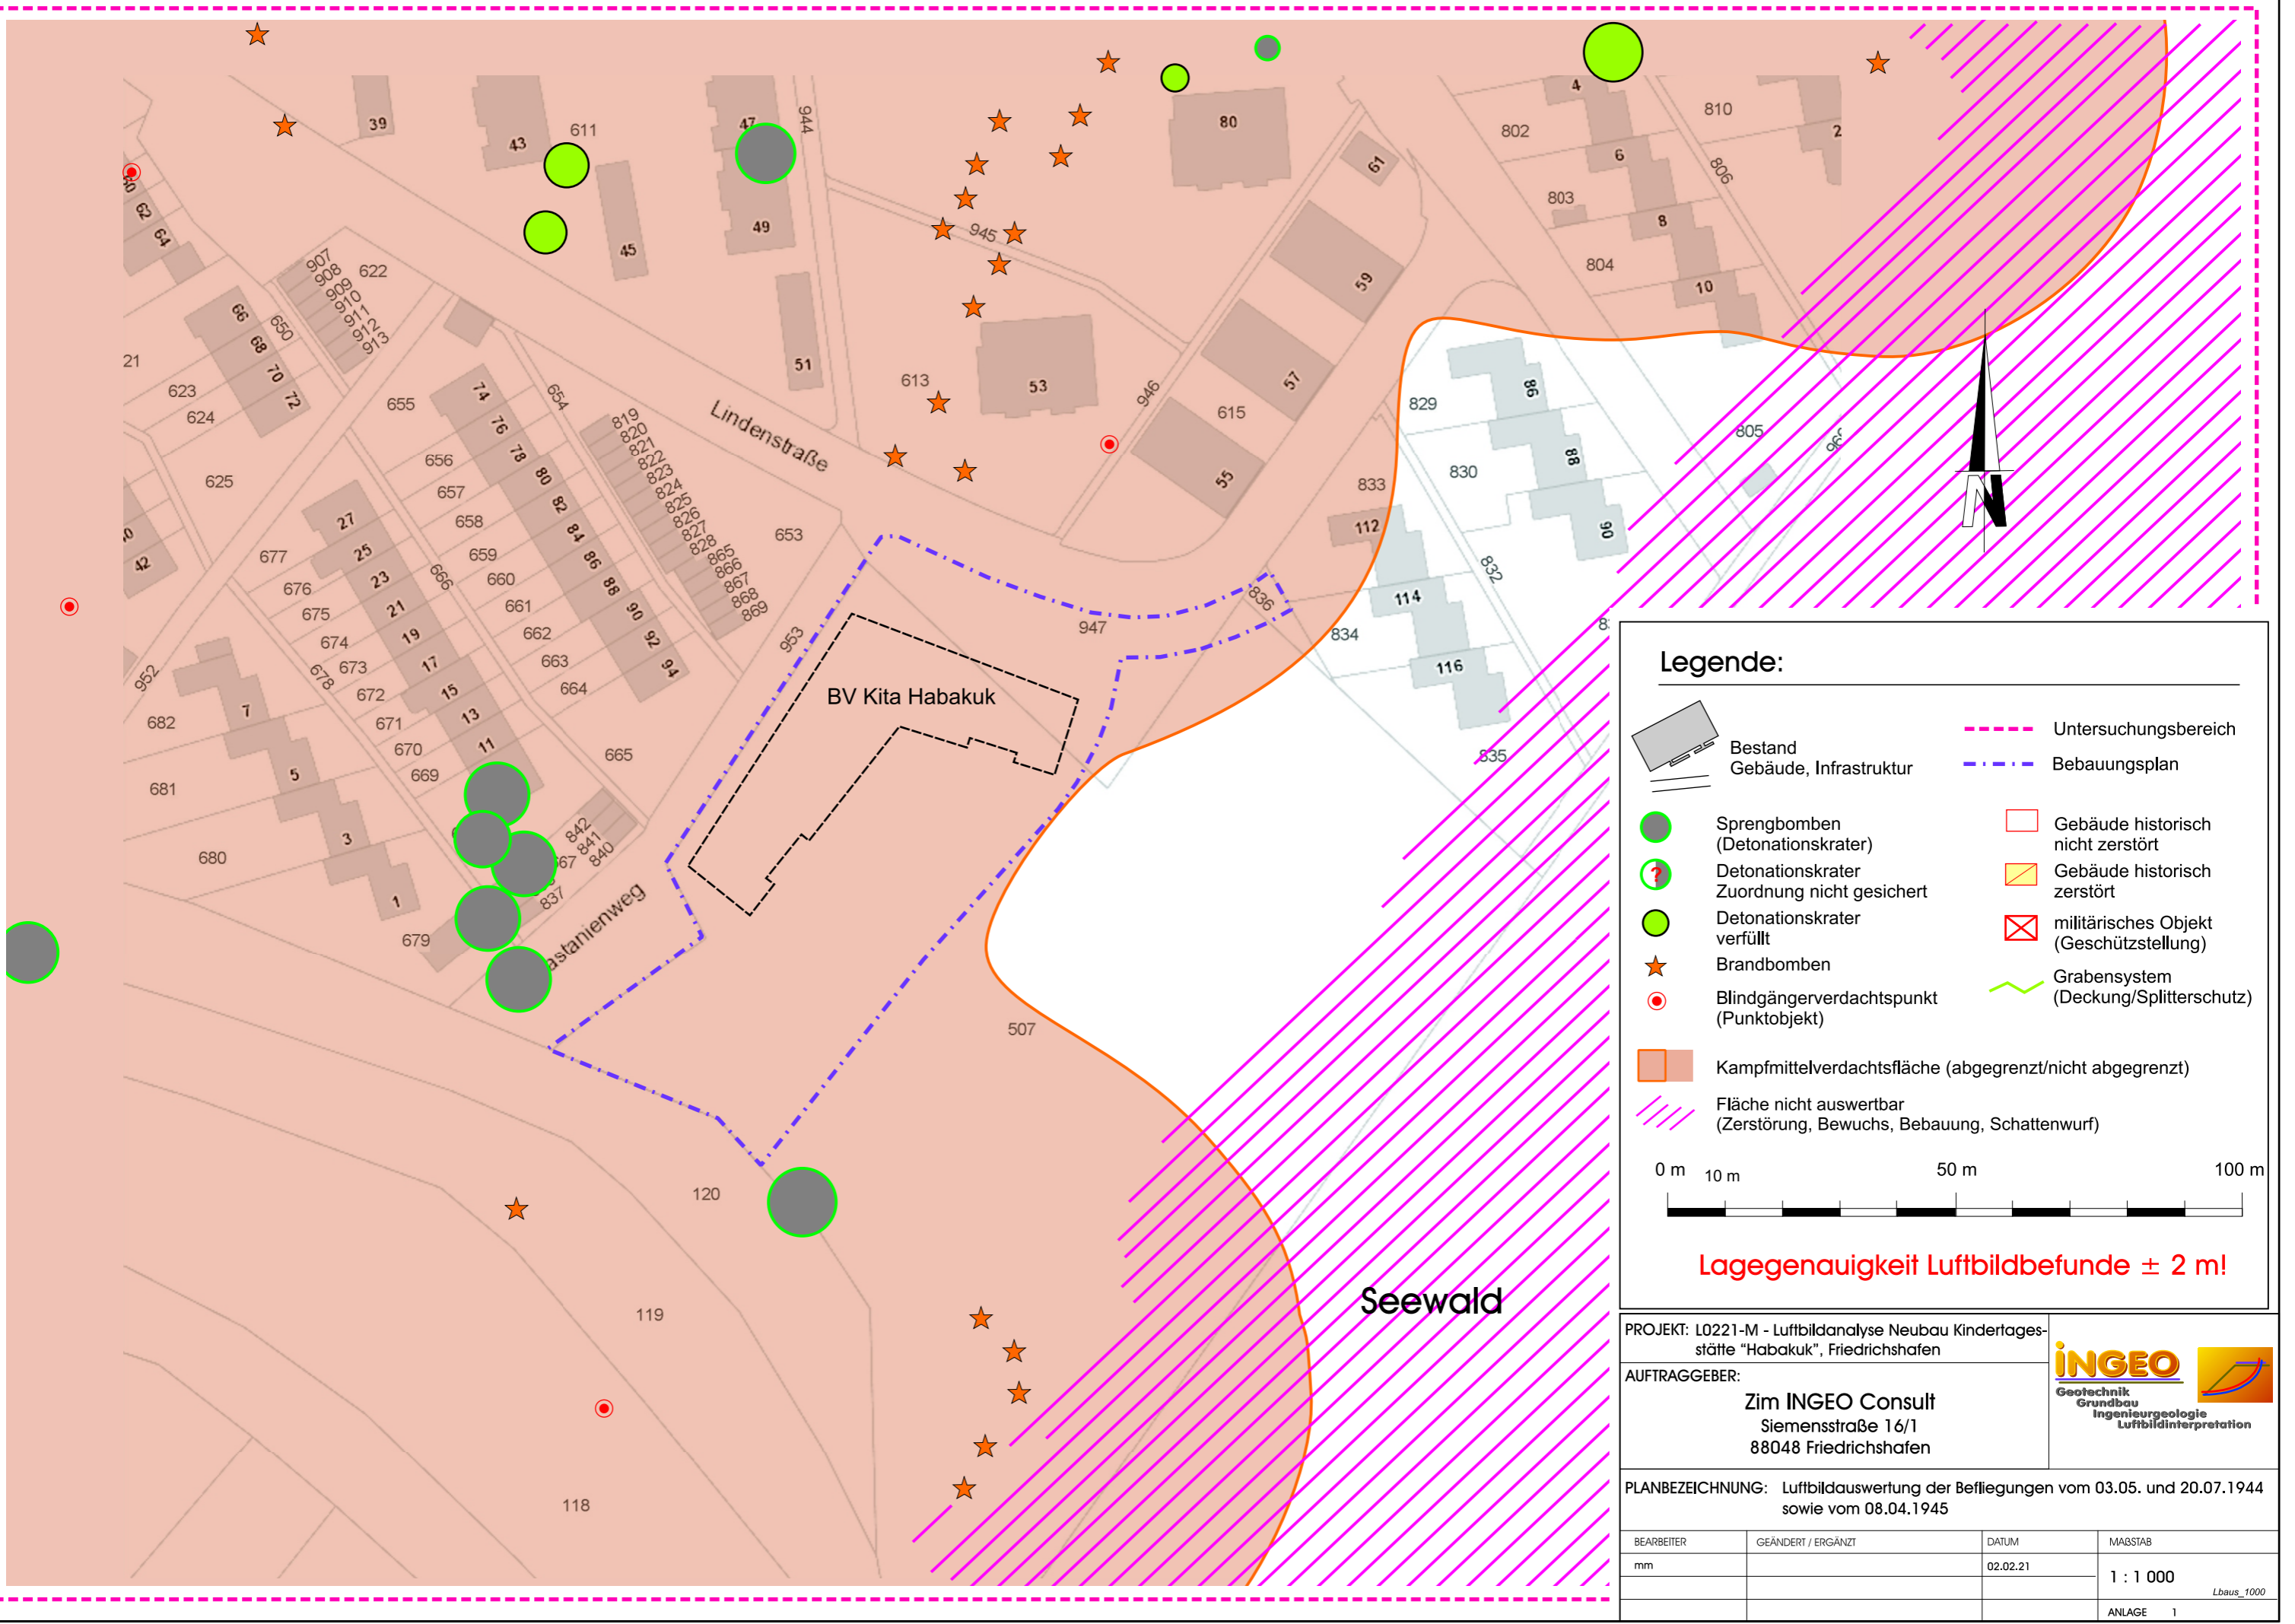 39
43
611
47
944
80
4
802
810
2
6
806
61
62
64
45
49
945
803
8
804
10
59
907
908
909
910
911
912
913
622
66
68
70
72
650
21
623
624
625
51
613
53
946
57
615
55
829
86
88
90
830
805
74
76
78
80
82
84
86
88
90
92
94
654
655
656
657
658
659
660
661
662
663
664
665
666
Lindenstraße
819
820
821
822
823
824
825
826
827
828
865
866
867
868
869
653
953
833
112
114
116
832
834
835
836
947
42
27
25
23
21
19
17
15
13
11
677
676
675
674
673
672
671
670
669
678
952
682
681
680
7
5
3
1
679
842
841
840
837
astanienweg
BV Kita Habakuk
507
120
119
118
Seewald
N
Legende:
Bestand
Gebäude, Infrastruktur
Untersuchungsbereich
Bebauungsplan
Sprengbomben
(Detonationskrater)
?
Detonationskrater
Zuordnung nicht gesichert
Detonationskrater
verfüllt
Brandbomben
Blindgängerverdachtspunkt
(Punktobjekt)
Gebäude historisch
nicht zerstört
Gebäude historisch
zerstört
militärisches Objekt
(Geschützstellung)
Grabensystem
(Deckung/Splitterschutz)
Kampfmittelverdachtsfläche (abgegrenzt/nicht abgegrenzt)
Fläche nicht auswertbar
(Zerstörung, Bewuchs, Bebauung, Schattenwurf)
0 m 10 m 50 m 100 m
Lagegenauigkeit Luftbildbefunde ± 2 m!
PROJEKT: L0221-M - Luftbildanalyse Neubau Kindertages-
stätte "Habakuk", Friedrichshafen
AUFTRAGGEBER:
Zim INGEO Consult
Siemensstraße 16/1
88048 Friedrichshafen
iNGEO
Geotechnik
Grundbau
Ingenieurgeologie
Luftbildinterpretation
PLANBEZEICHNUNG: Luftbildauswertung der Befliegungen vom 03.05. und 20.07.1944
sowie vom 08.04.1945
BEARBEITER GEÄNDERT / ERGÄNZT DATUM MAßSTAB
mm 02.02.21 1 : 1 000
Lbaus_1000
ANLAGE 1